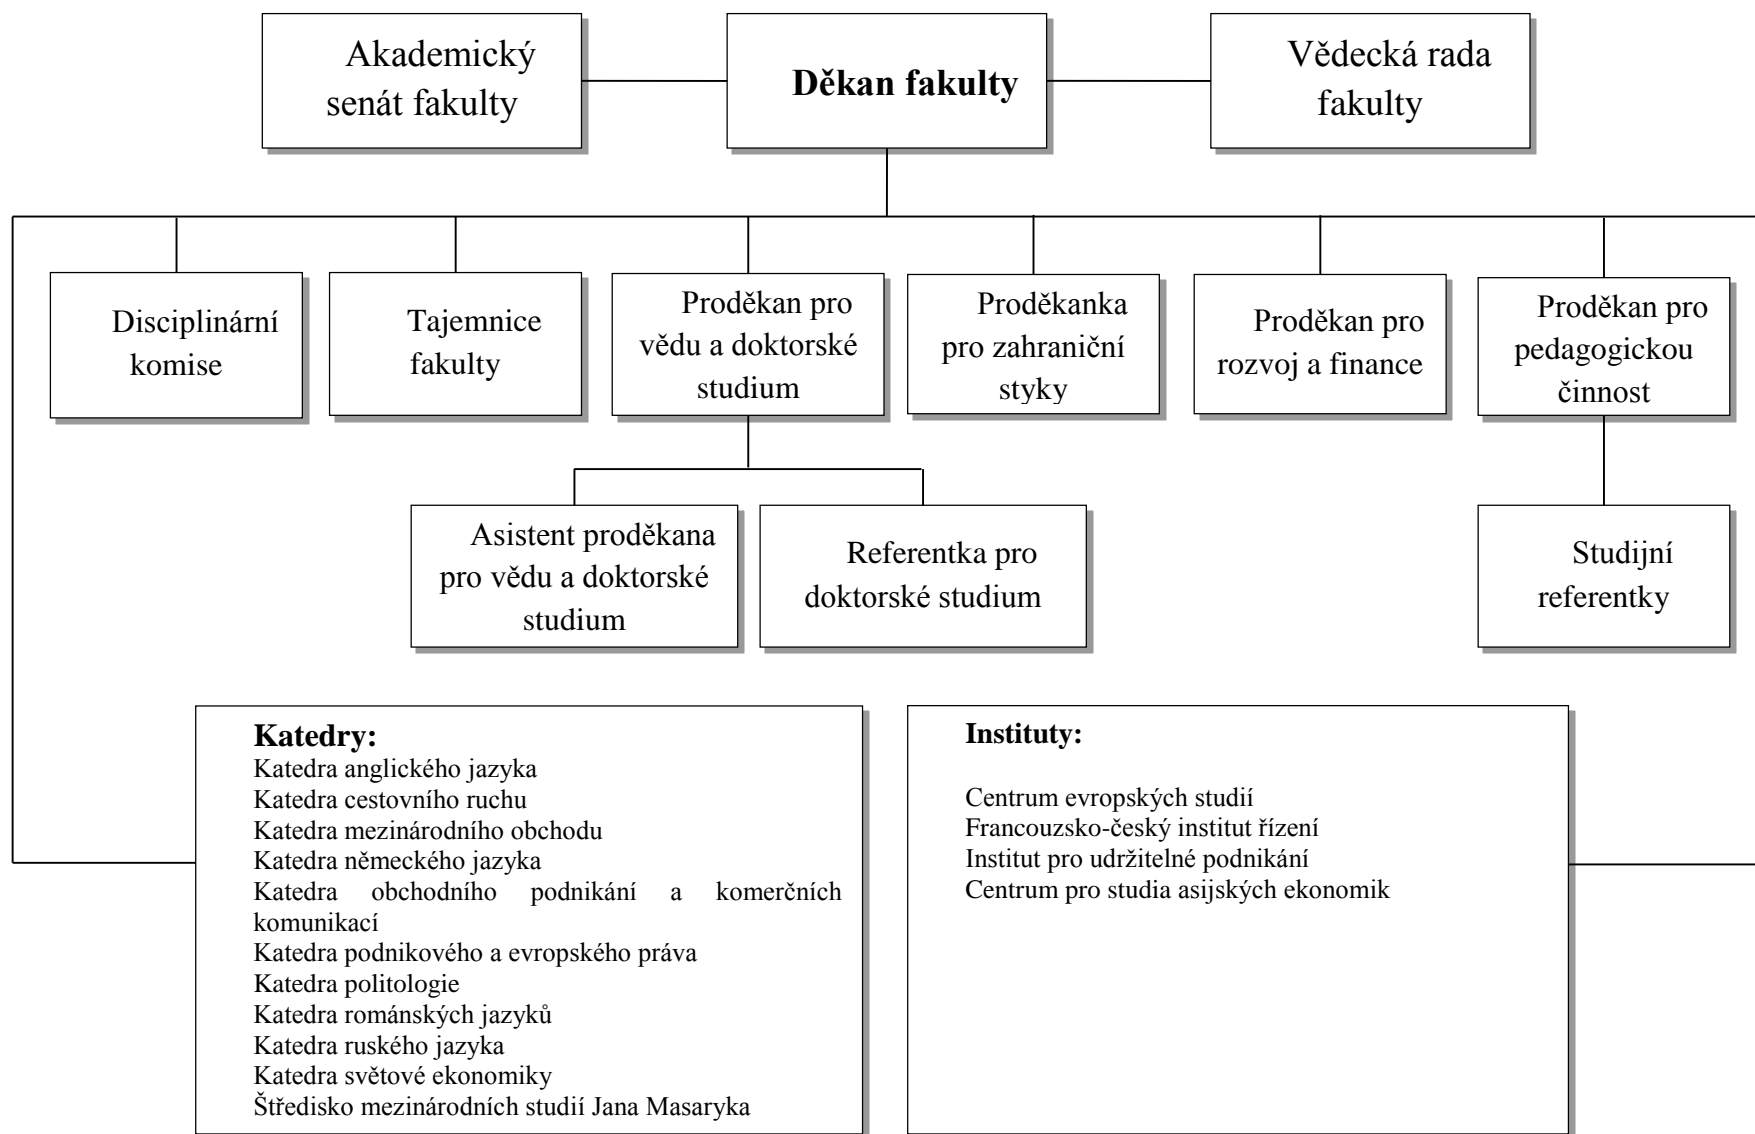 Akademický
senát fakulty
Děkan fakulty
Vědecká rada
fakulty
Disciplinární
komise
Tajemnice
fakulty
Proděkan pro
vědu a doktorské
studium
Proděkanka
pro zahraniční
styky
Proděkan pro
rozvoj a finance
Proděkan pro
pedagogickou
činnost
Asistent proděkana
pro vědu a doktorské
studium
Referentka pro
doktorské studium
Studijní
referentky
Katedry:
Katedra anglického jazyka
Katedra cestovního ruchu
Katedra mezinárodního obchodu
Katedra německého jazyka
Katedra obchodního podnikání a komerčních
komunikací
Katedra podnikového a evropského práva
Katedra politologie
Katedra románských jazyků
Katedra ruského jazyka
Katedra světové ekonomiky
Štředisko mezinárodních studií Jana Masaryka
Instituty:
Centrum evropských studií
Francouzsko-český institut řízení
Institut pro udržitelné podnikání
Centrum pro studia asijských ekonomik